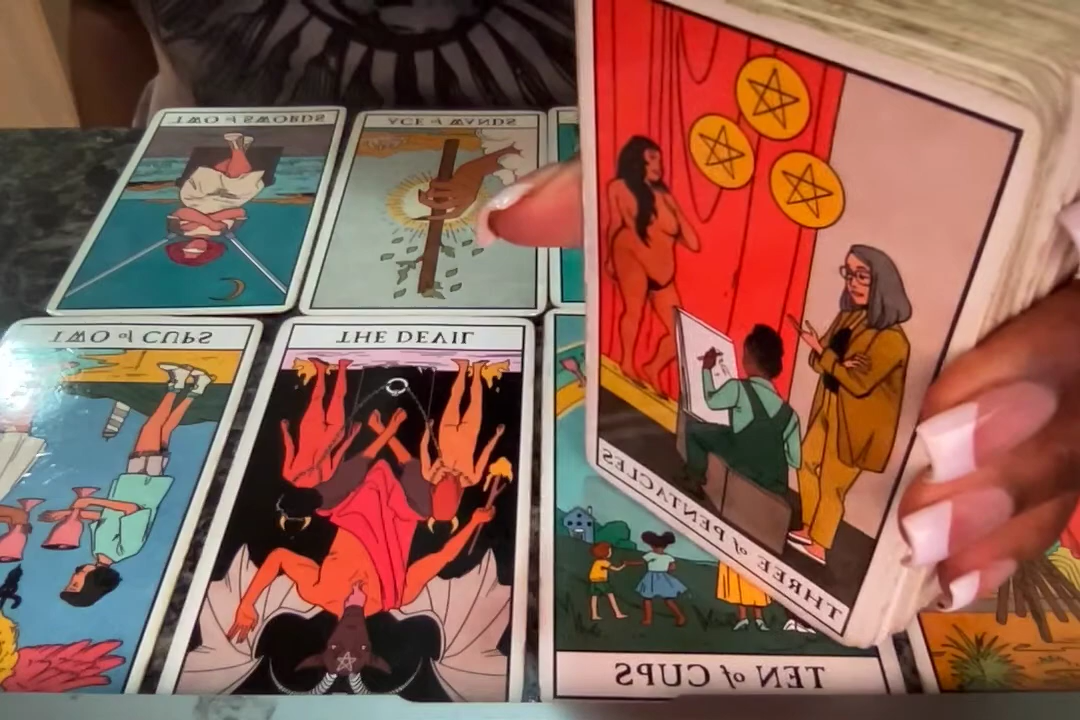 TWO of SWORDS
ACE of WANDS
TWO of CUPS
THE DEVIL
THREE of PENTACLES
TEN of CUPS